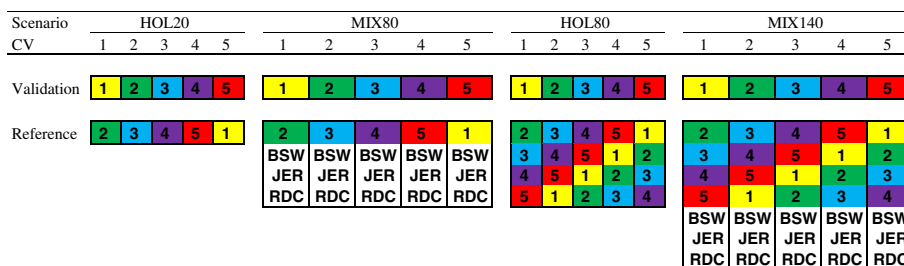 Scenario HOL20 MIX80 HOL80 MIX140
CV 1 2 3 4 5 1 2 3 4 5 1 2 3 4 5 1 2 3 4 5
Validation 1 2 3 4 5 1 2 3 4 5 1 2 3 4 5 1 2 3 4 5
Reference 2 3 4 5 1 2 3 4 5 1 2 3 4 5 1 2 3 4 5 1
BSW BSW BSW BSW BSW 3 4 5 1 2 3 4 5 1 2
JER JER JER JER JER 4 5 1 2 3 4 5 1 2 3
RDC RDC RDC RDC RDC 5 1 2 3 4 5 1 2 3 4
BSW BSW BSW BSW BSW
JER JER JER JER JER
RDC RDC RDC RDC RDC